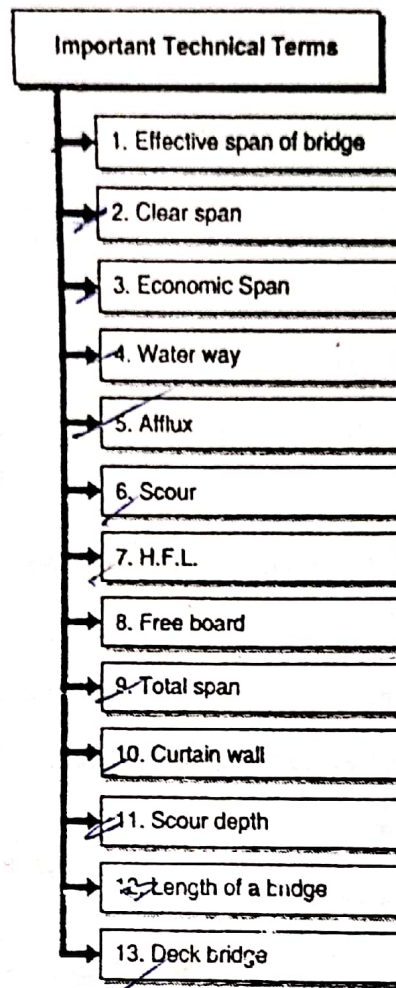 Important Technical Terms
1. Effective span of bridge
2. Clear span
3. Economic Span
4. Water way
5. Afflux
6. Scour
7. H.F.L.
8. Free board
9. Total span
10. Curtain wall
11. Scour depth
12. Length of a bridge
13. Deck bridge